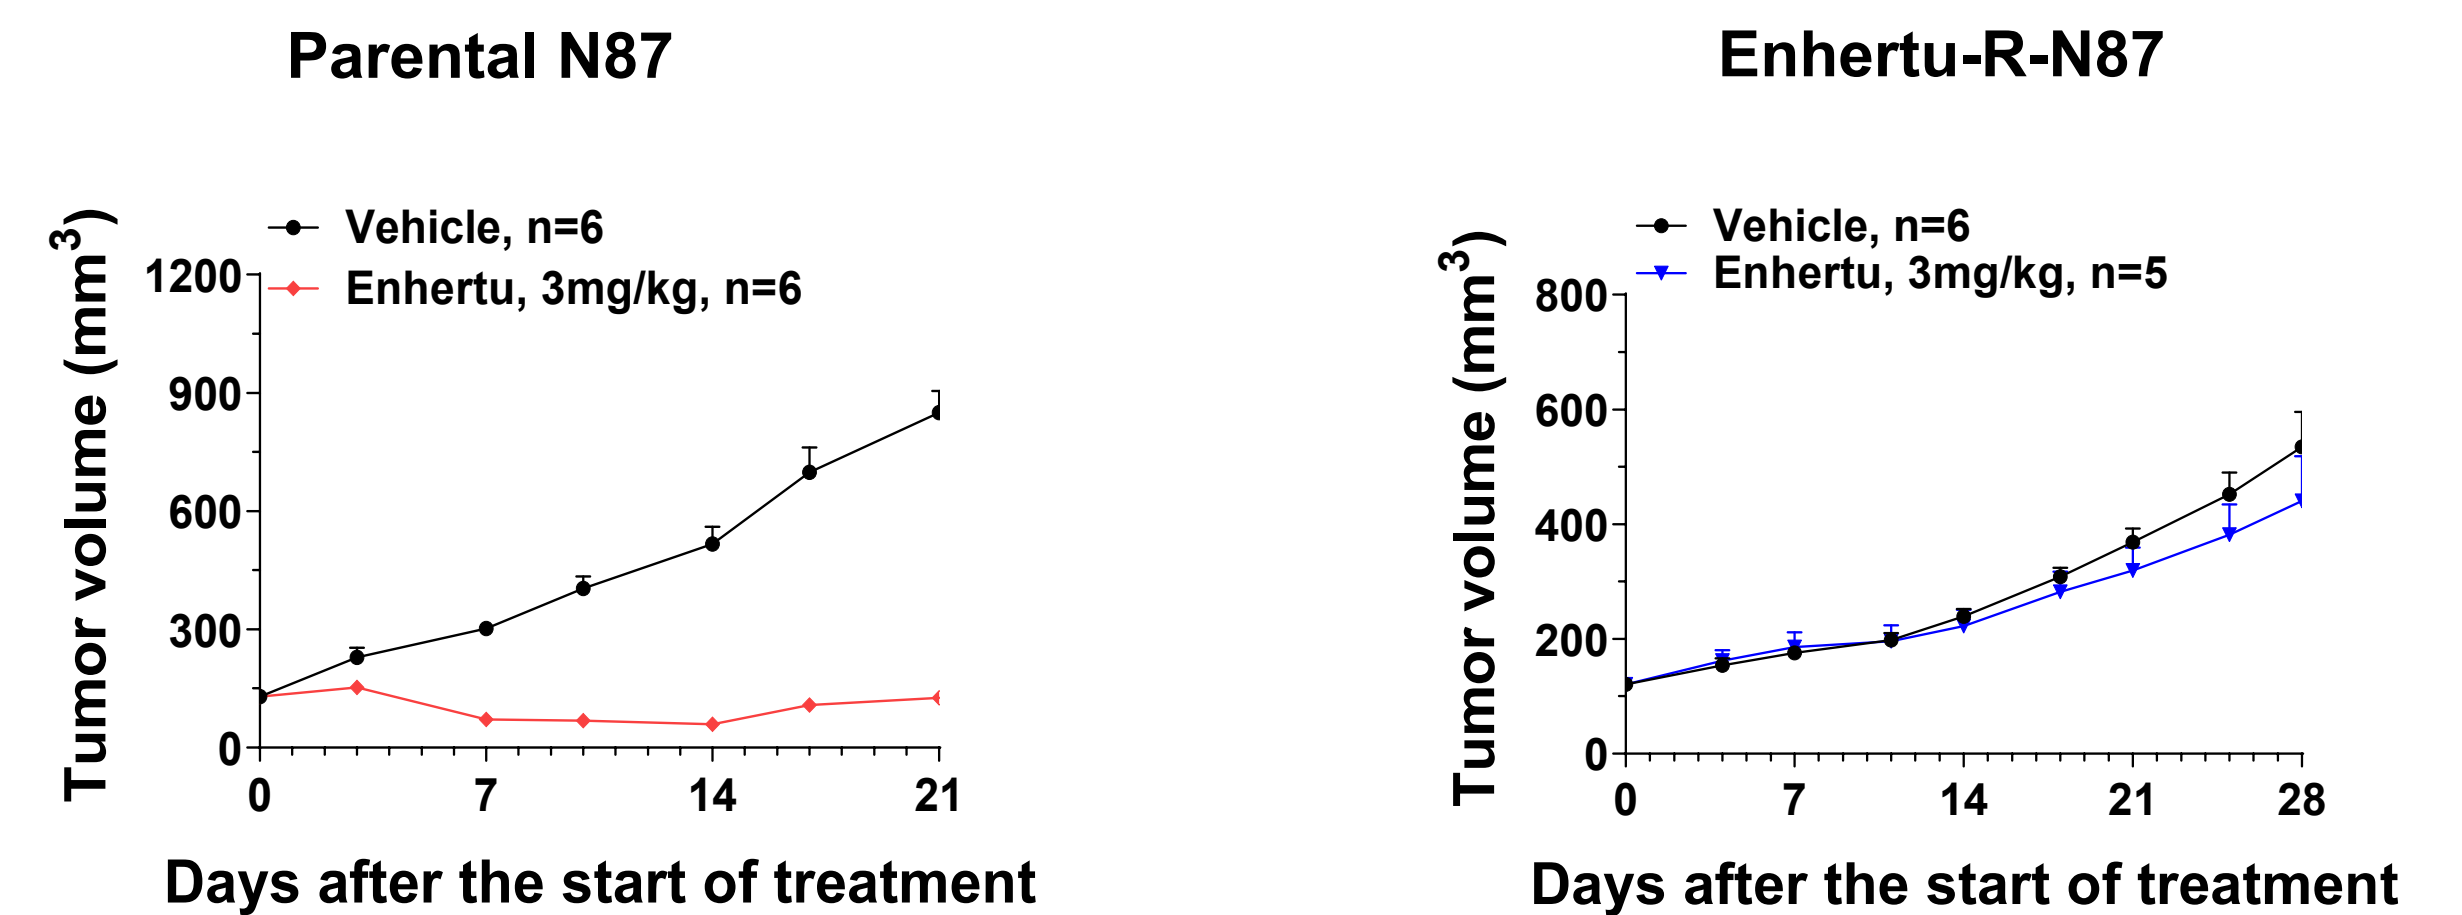 Parental N87
Vehicle, n=6
Enhertu, 3mg/kg, n=6
Tumor volume (mm³)
1200
900
600
300
0
0 7 14 21
Days after the start of treatment
Enhertu-R-N87
Vehicle, n=6
Enhertu, 3mg/kg, n=5
Tumor volume (mm³)
800
600
400
200
0
0 7 14 21 28
Days after the start of treatment